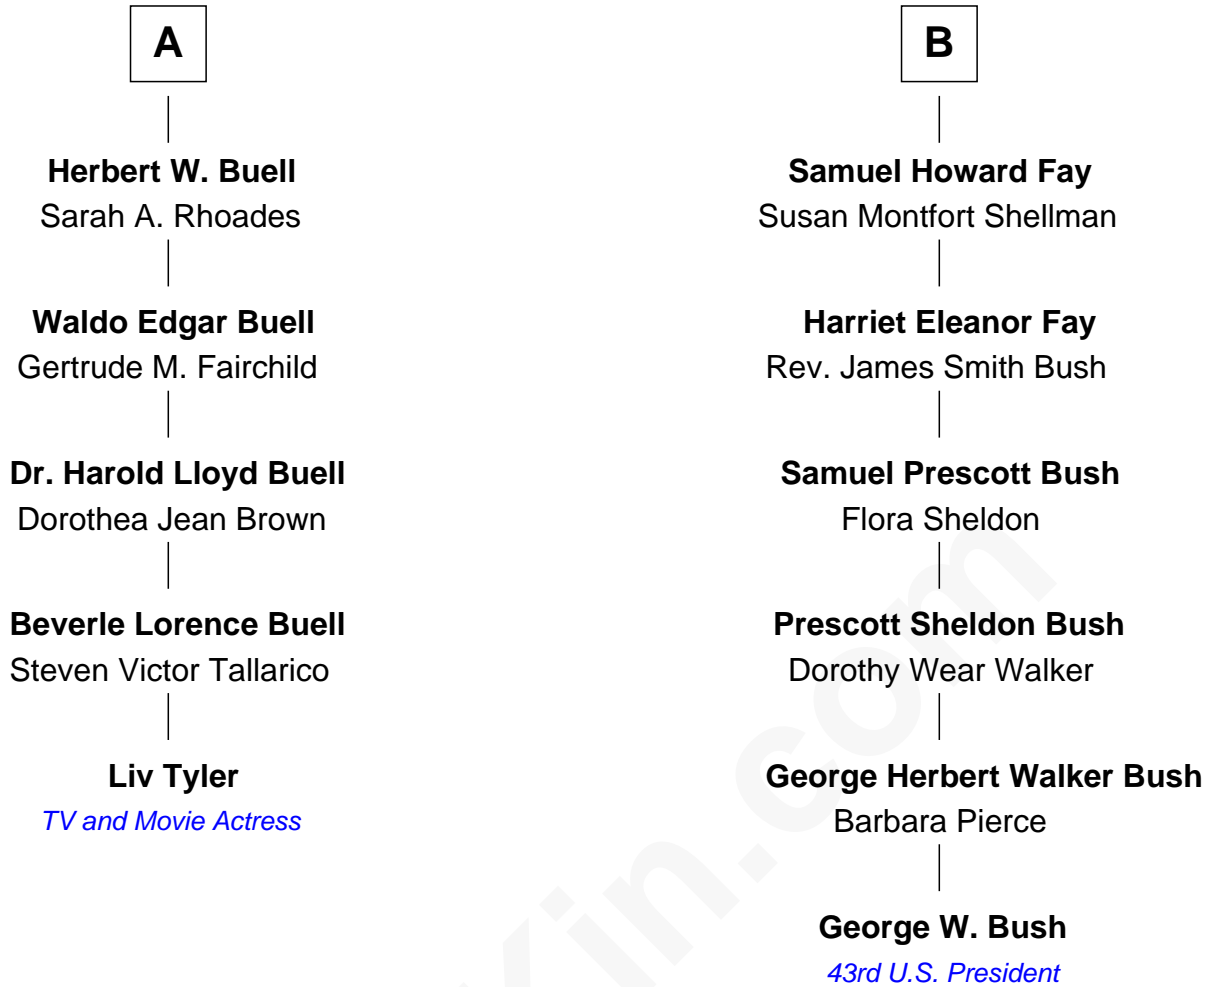 A
Herbert W. Buell
Sarah A. Rhoades
Waldo Edgar Buell
Gertrude M. Fairchild
Dr. Harold Lloyd Buell
Dorothea Jean Brown
Beverle Lorence Buell
Steven Victor Tallarico
Liv Tyler
TV and Movie Actress
B
Samuel Howard Fay
Susan Montfort Shellman
Harriet Eleanor Fay
Rev. James Smith Bush
Samuel Prescott Bush
Flora Sheldon
Prescott Sheldon Bush
Dorothy Wear Walker
George Herbert Walker Bush
Barbara Pierce
George W. Bush
43rd U.S. President
Kin.com